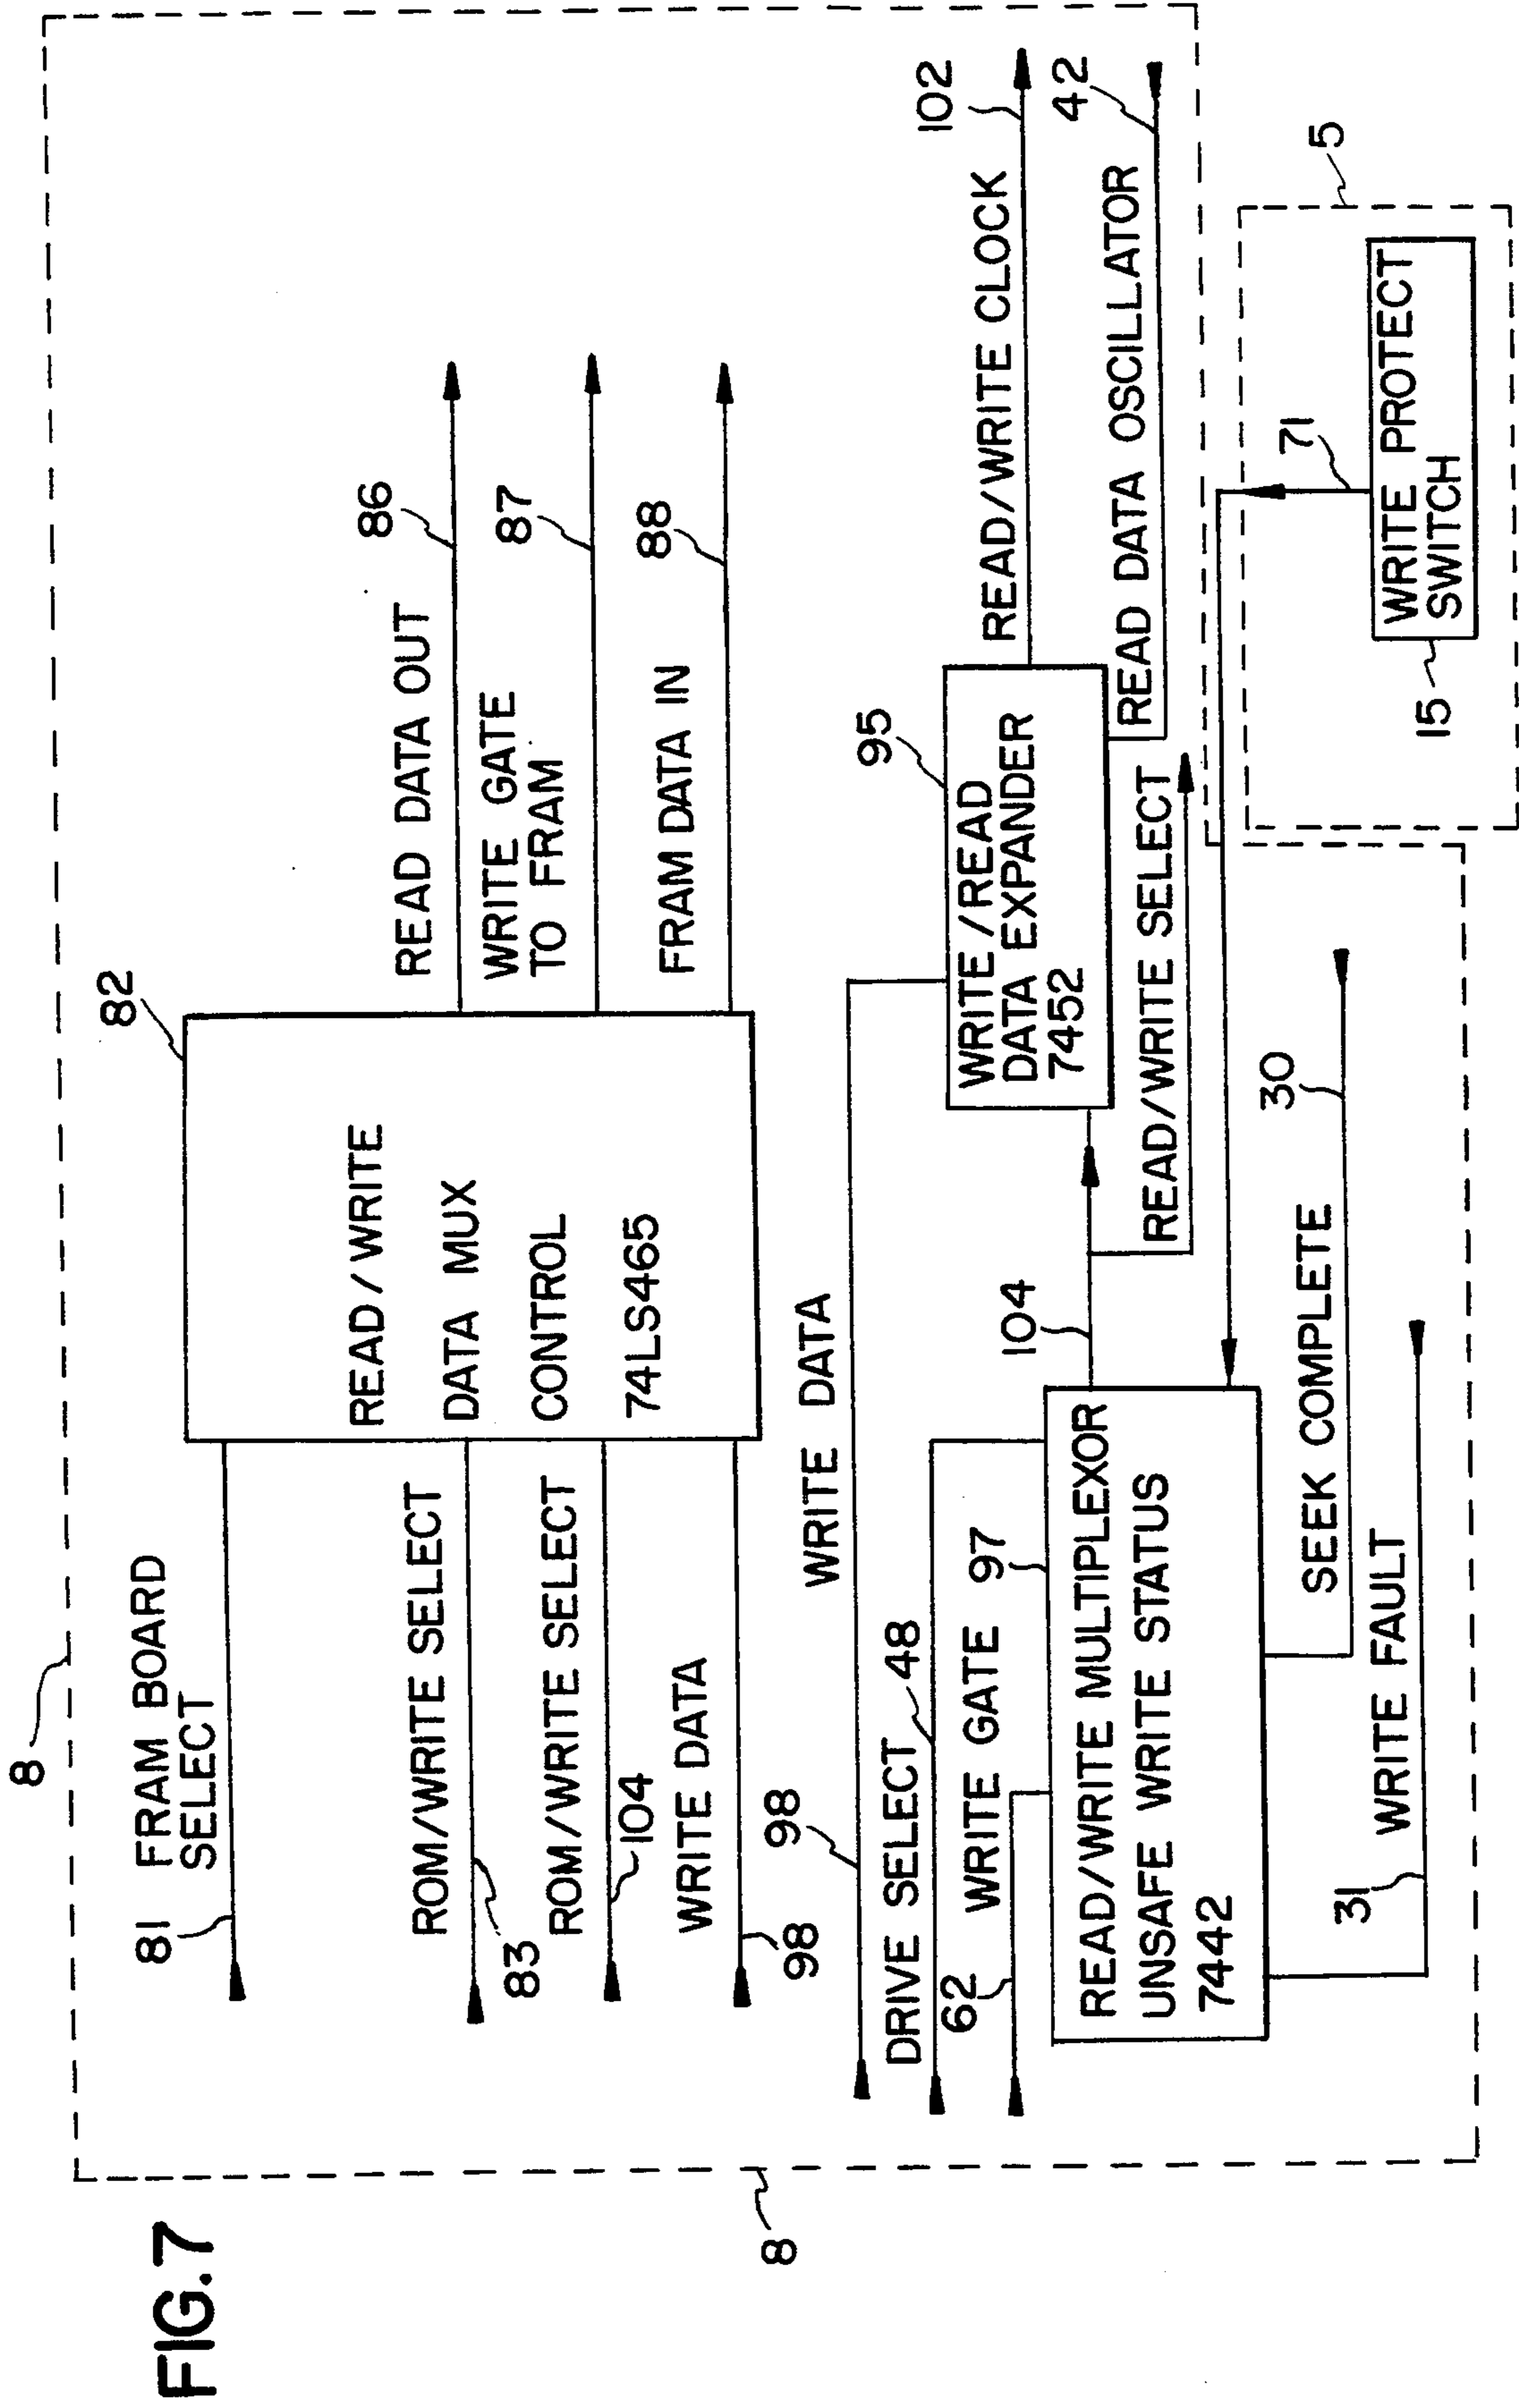 FIG.7
8
8
81
FRAM BOARD
SELECT
82
READ/WRITE
DATA MUX
CONTROL
74LS465
ROM/WRITE SELECT
83
ROM/WRITE SELECT
104
WRITE DATA
98
READ DATA OUT
86
WRITE GATE
TO FRAM
87
FRAM DATA IN
88
98
WRITE DATA
DRIVE SELECT
48
62
WRITE GATE
97
READ/WRITE MULTIPLEXOR
UNSAFE WRITE STATUS
7442
104
95
WRITE/READ
DATA EXPANDER
7452
READ/WRITE CLOCK
102
READ DATA OSCILLATOR
42
READ/WRITE SELECT
SEEK COMPLETE
30
31
WRITE FAULT
5
71
WRITE PROTECT
SWITCH
15